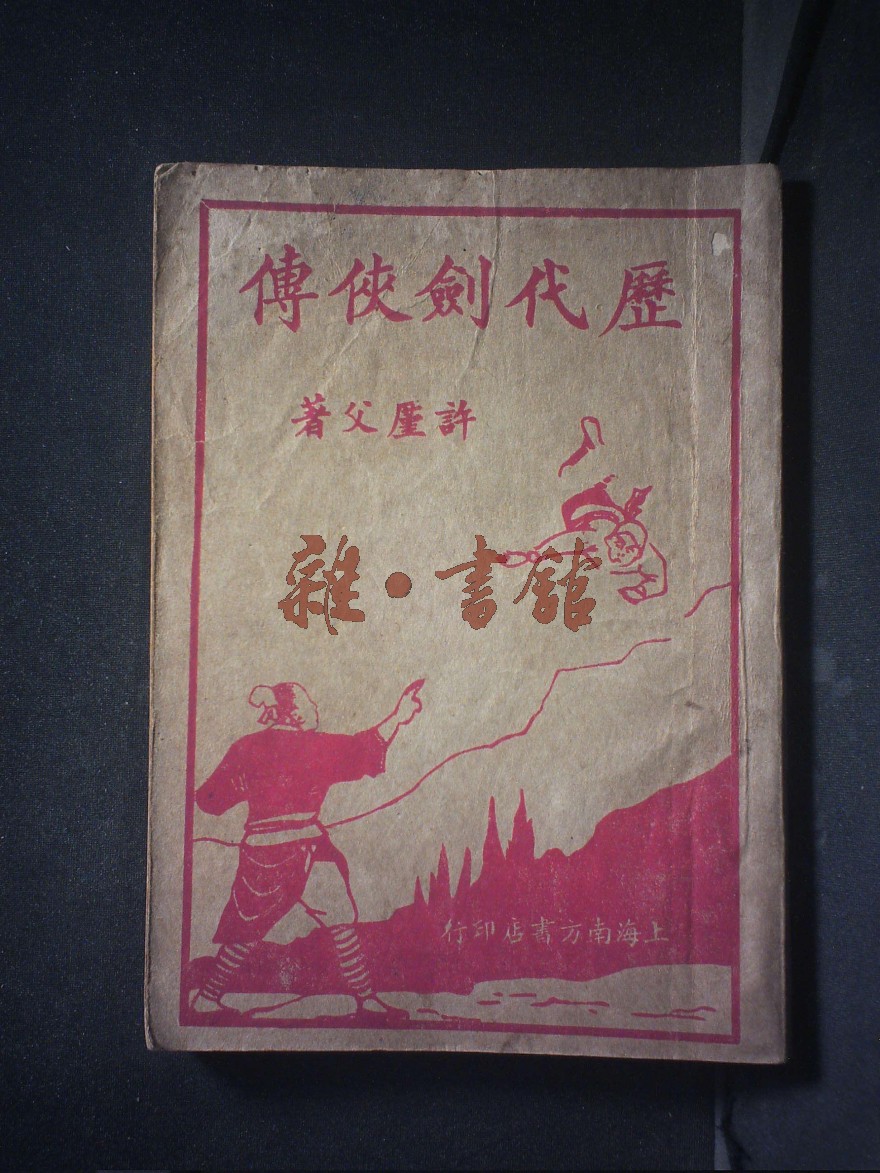 歷代劍俠傳
許廑父著
雜·書館
上海南方書店印行